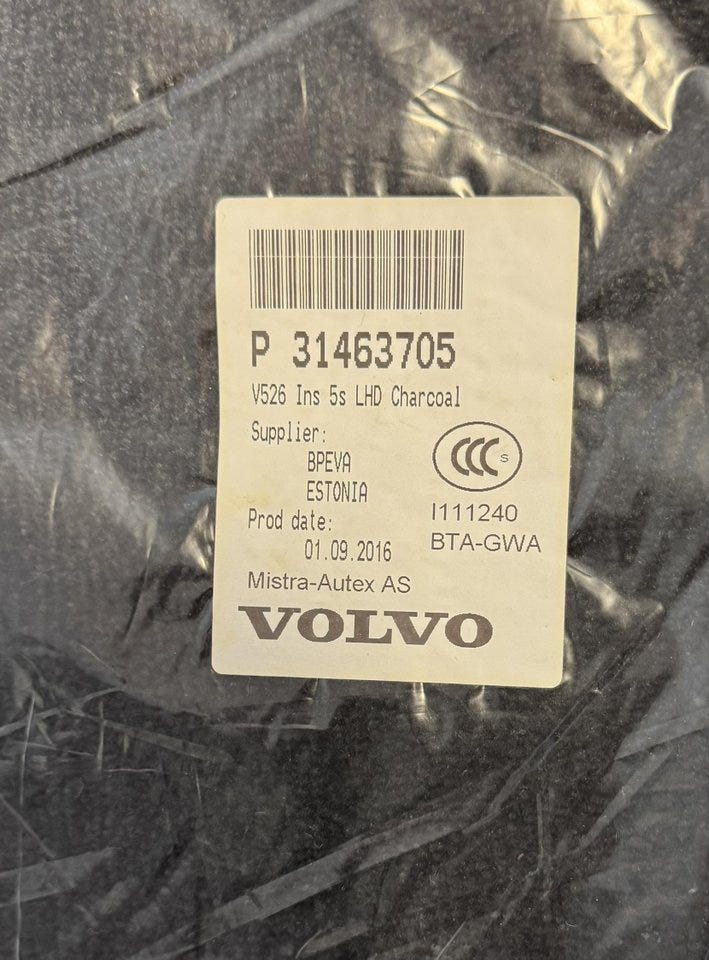 P 31463705
V526 Ins 5s LHD Charcoal
Supplier:
BPEVA
ESTONIA
CCC S
I111240
BTA-GWA
Prod date:
01.09.2016
Mistra-Autex AS
VOLVO